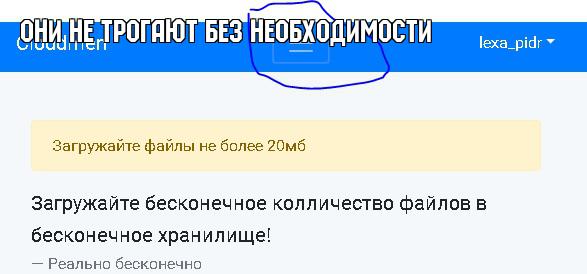 ОНИ НЕ ТРОГАЮТ БЕЗ НЕОБХОДИМОСТИ
lexa_pidr
Загружайте файлы не более 20мб
Загружайте бесконечное колличество файлов в
бесконечное хранилище!
— Реально бесконечно